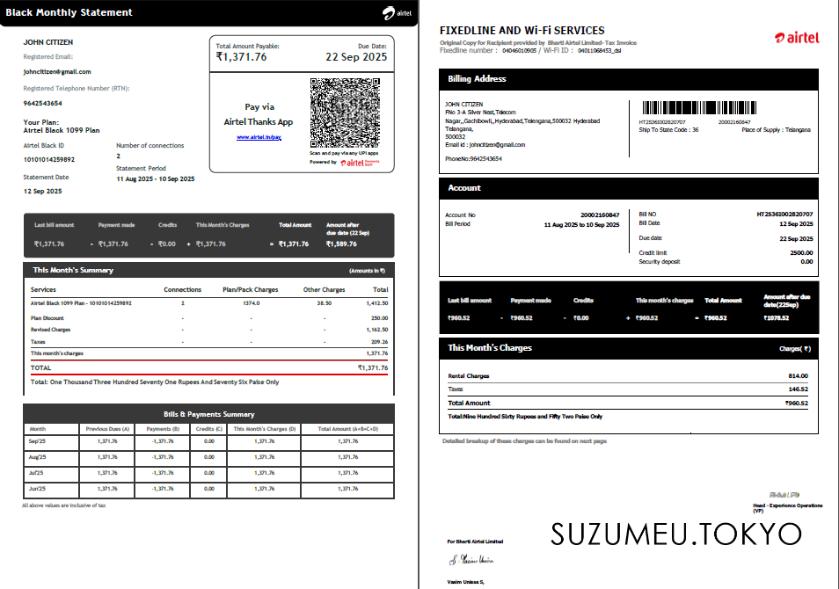 Black Monthly Statement
airtel
JOHN CITIZEN
Registered Email:
johncitizen@gmail.com
Registered Telephone Number (RTN):
9642543654
Your Plan:
Airtel Black 1099 Plan
Airtel Black ID
10101014259892
Number of connections
2
Statement Date
12 Sep 2025
Statement Period
11 Aug 2025 - 10 Sep 2025
Total Amount Payable:
₹1,371.76
Due Date:
22 Sep 2025
Pay via
Airtel Thanks App
www.airtel.in/pay
Scan and pay via any UPI apps
Powered by airtel Payments Bank
Last bill amount Payment made Credits This Month's Charges Total Amount Amount after due date (22 Sep)
₹1,371.76 - ₹1,371.76 - ₹0.00 + ₹1,371.76 = ₹1,371.76 ₹1,589.76
This Month's Summary (Amounts in ₹)
Services Connections Plan/Pack Charges Other Charges Total
Airtel Black 1099 Plan - 10101014259892 2 1374.0 38.50 1,412.50
Plan Discount - - - 250.00
Revised Charges - - - 1,162.50
Taxes - - - 209.26
This month's charges 1,371.76
TOTAL ₹1,371.76
Total: One Thousand Three Hundred Seventy One Rupees And Seventy Six Paise Only
Bills & Payments Summary
Month Previous Dues (A) Payments (B) Credits (C) This Month's Charges (D) Total Amount (A+B+C+D)
Sep'25 1,371.76 -1,371.76 0.00 1,371.76 1,371.76
Aug'25 1,371.76 -1,371.76 0.00 1,371.76 1,371.76
Jul'25 1,371.76 -1,371.76 0.00 1,371.76 1,371.76
Jun'25 1,371.76 -1,371.76 0.00 1,371.76 1,371.76
All above values are inclusive of tax
FIXEDLINE AND Wi-Fi SERVICES
Original Copy for Recipient provided by Bharti Airtel Limited- Tax Invoice
Fixedline number : 04046010905 / Wi-Fi ID : 04011068453_dsl
airtel
Billing Address
JOHN CITIZEN
FNo 3-A Silver Nest,Telecom
Nagar,,Gachibowli,,Hyderabad,Telangana,500032 Hyderabad
Telangana,
500032
Email id : johncitizen@gmail.com
PhoneNo:9642543654
HT25361002820707 20002160847
Ship To State Code : 36 Place of Supply : Telangana
Account
Account No 20002160847
Bill Period 11 Aug 2025 to 10 Sep 2025
Bill NO HT25361002820707
Bill Date 12 Sep 2025
Due date 22 Sep 2025
Credit limit 2500.00
Security deposit 0.00
Last bill amount Payment made Credits This month's charges Total Amount Amount after due date(22Sep)
₹960.52 - ₹960.52 - ₹0.00 + ₹960.52 = ₹960.52 ₹1078.52
This Month's Charges Charges( ₹ )
Rental Charges 814.00
Taxes 146.52
Total Amount ₹960.52
Total:Nine Hundred Sixty Rupees and Fifty Two Paise Only
Detailed breakup of these charges can be found on next page
Head - Experience Operations
(VP)
For Bharti Airtel Limited
SUZUMEU.TOKYO